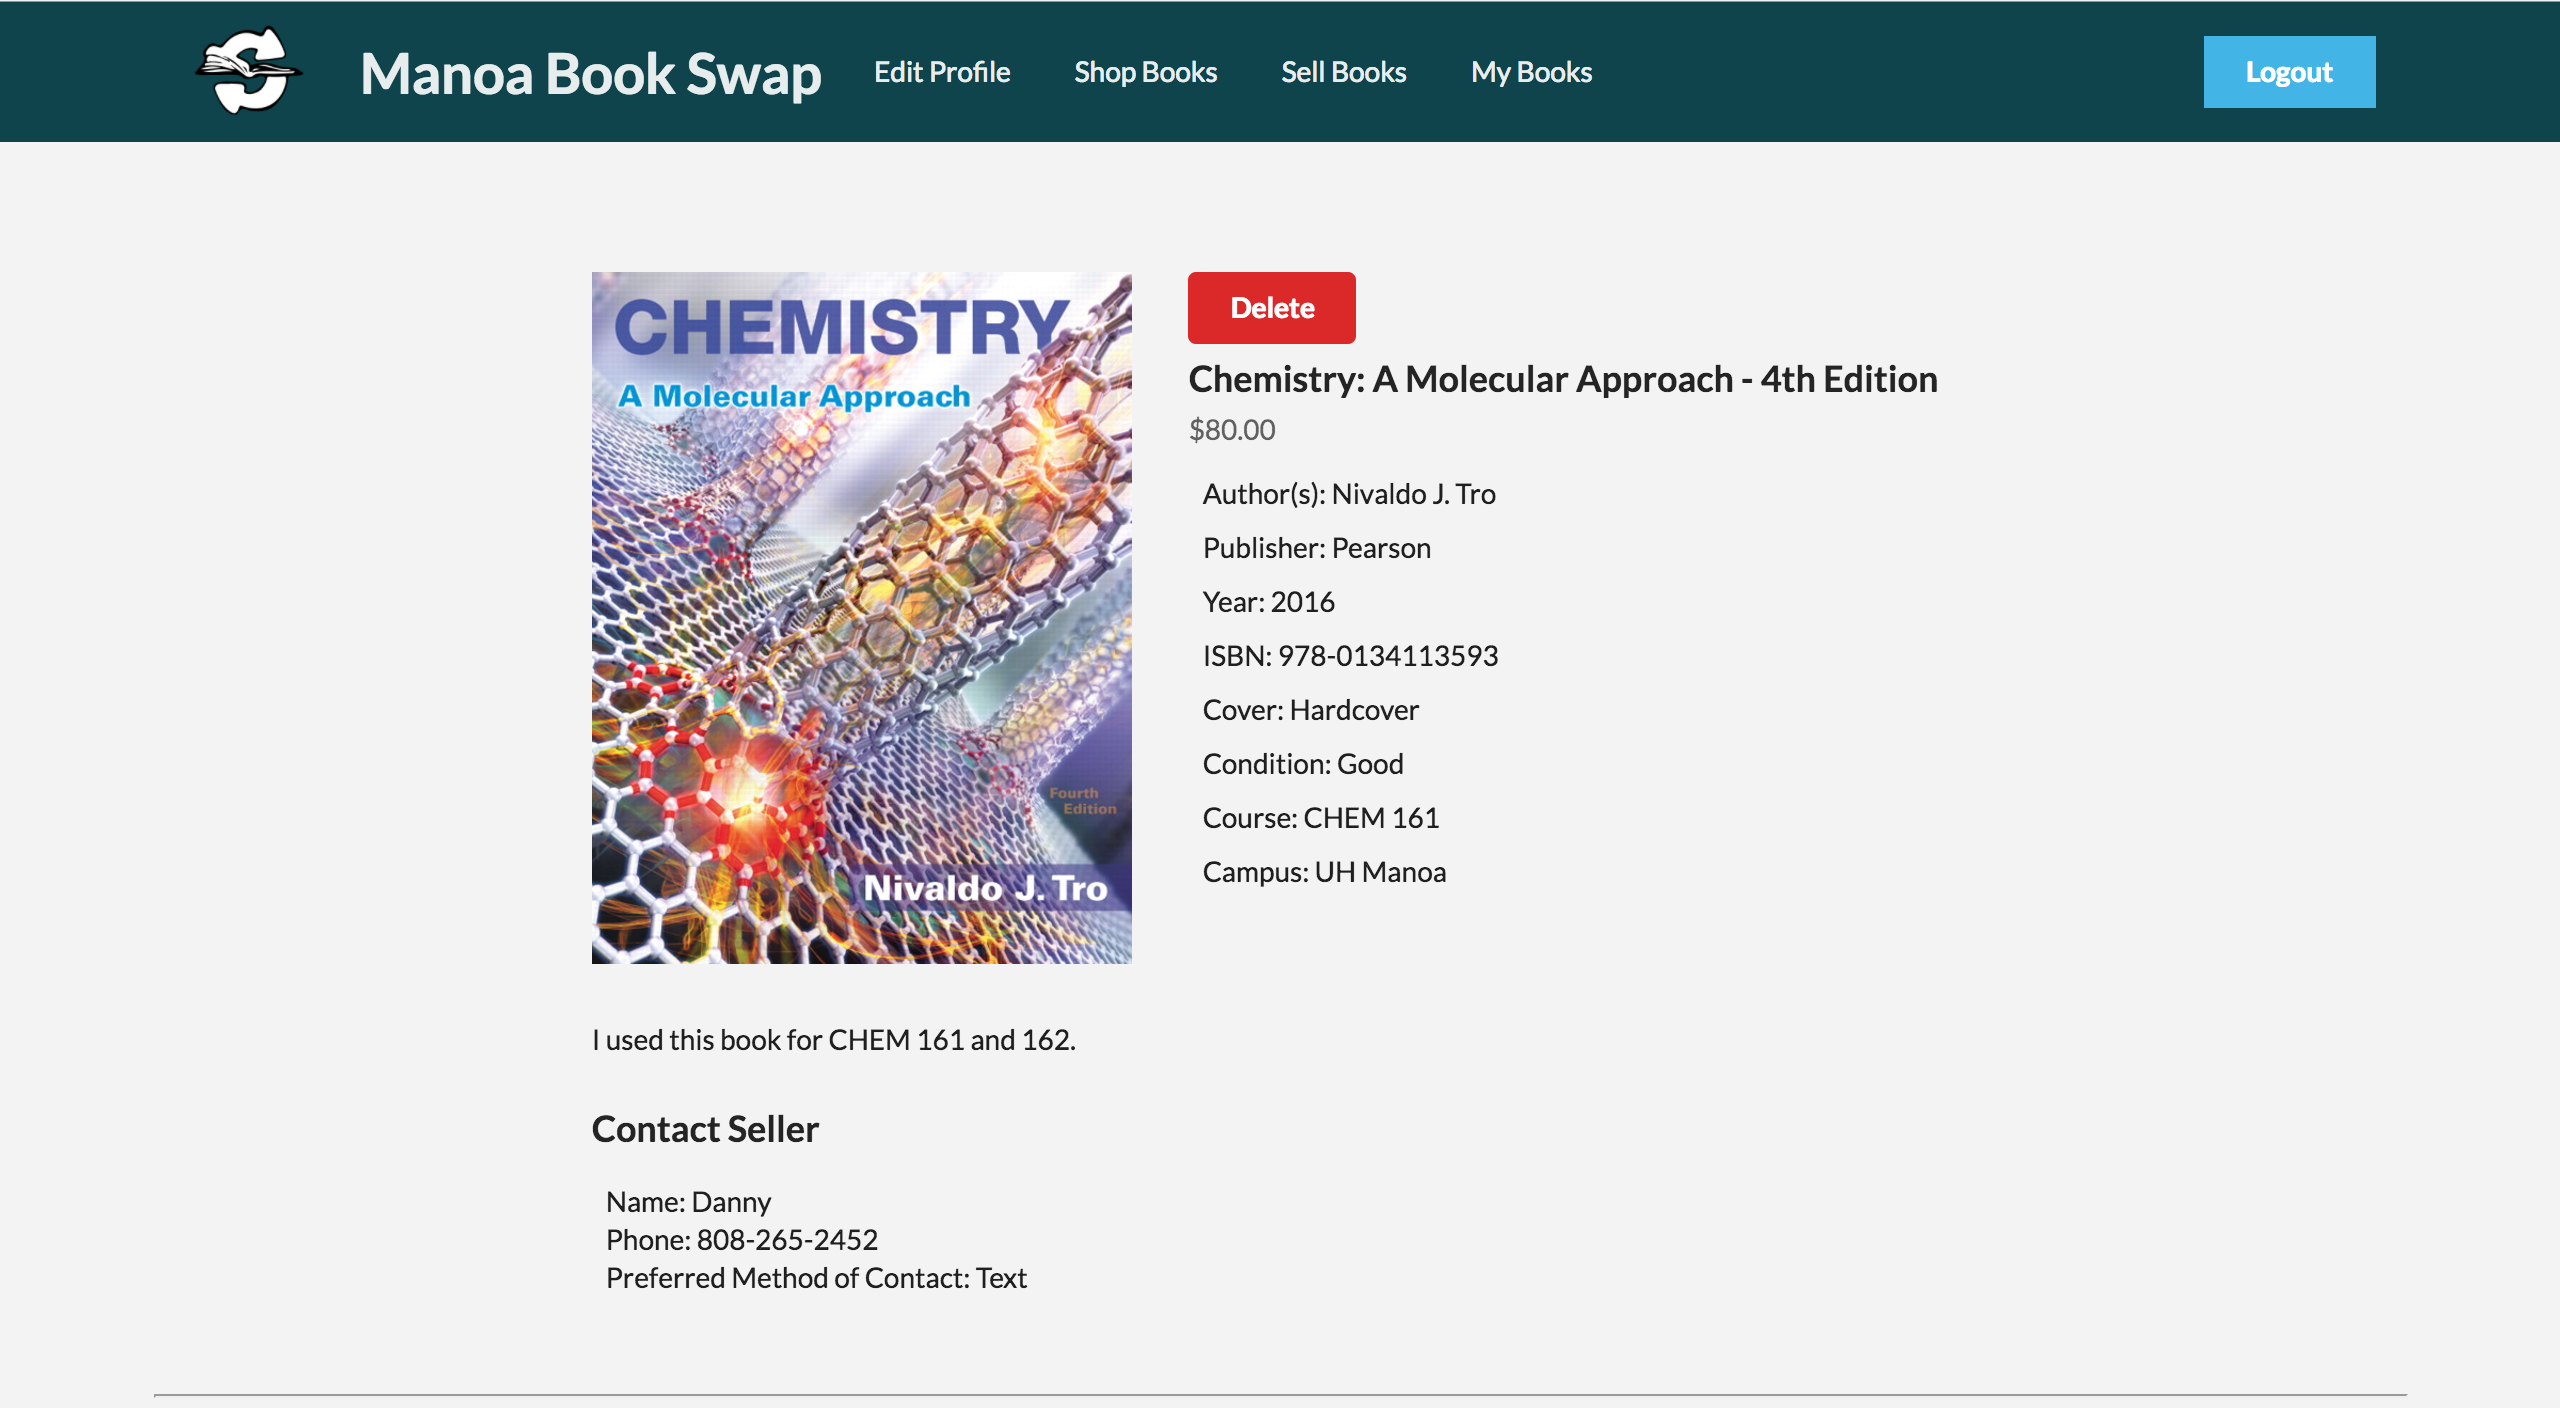 Manoa Book Swap Edit Profile Shop Books Sell Books My Books Logout
CHEMISTRY
A Molecular Approach
Fourth
Edition
Nivaldo J. Tro
Delete
Chemistry: A Molecular Approach - 4th Edition
$80.00
Author(s): Nivaldo J. Tro
Publisher: Pearson
Year: 2016
ISBN: 978-0134113593
Cover: Hardcover
Condition: Good
Course: CHEM 161
Campus: UH Manoa
I used this book for CHEM 161 and 162.
Contact Seller
Name: Danny
Phone: 808-265-2452
Preferred Method of Contact: Text